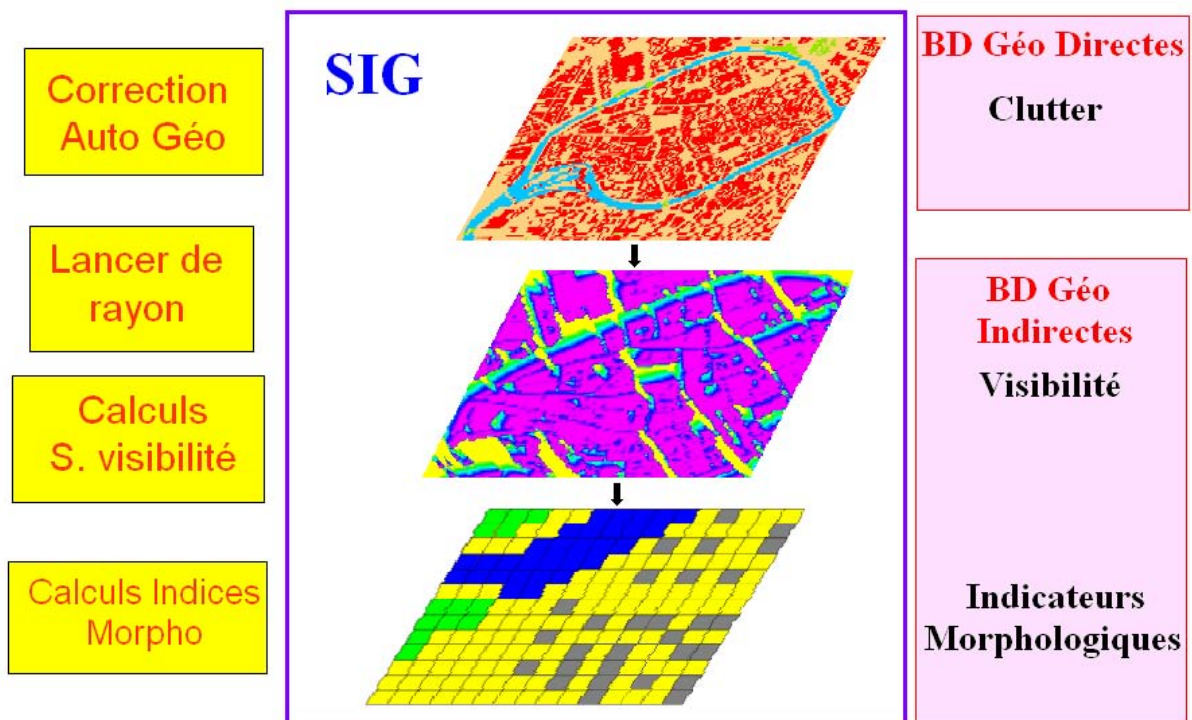 Correction
Auto Géo
Lancer de
rayon
Calculs
S. visibilité
Calculs Indices
Morpho
SIG
BD Géo Directes
Clutter
BD Géo
Indirectes
Visibilité
Indicateurs
Morphologiques